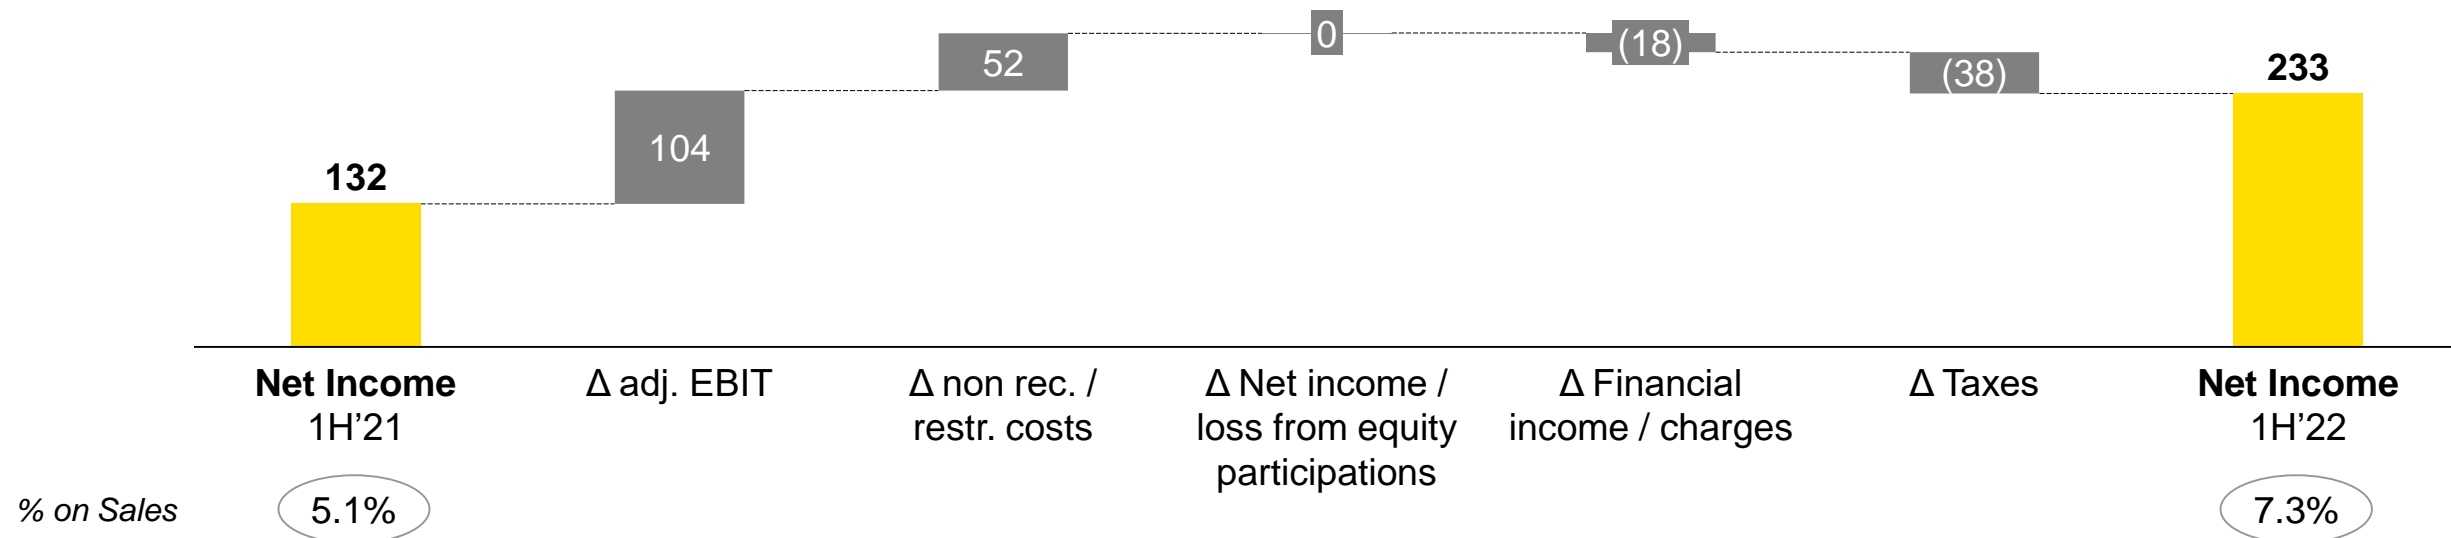 0
(18)
52
(38)
233
104
132
Net Income
1H’21
Δ adj. EBIT
Δ non rec. /
restr. costs
Δ Net income /
loss from equity
participations
Δ Financial
income / charges
Δ Taxes
Net Income
1H’22
% on Sales
5.1%
7.3%